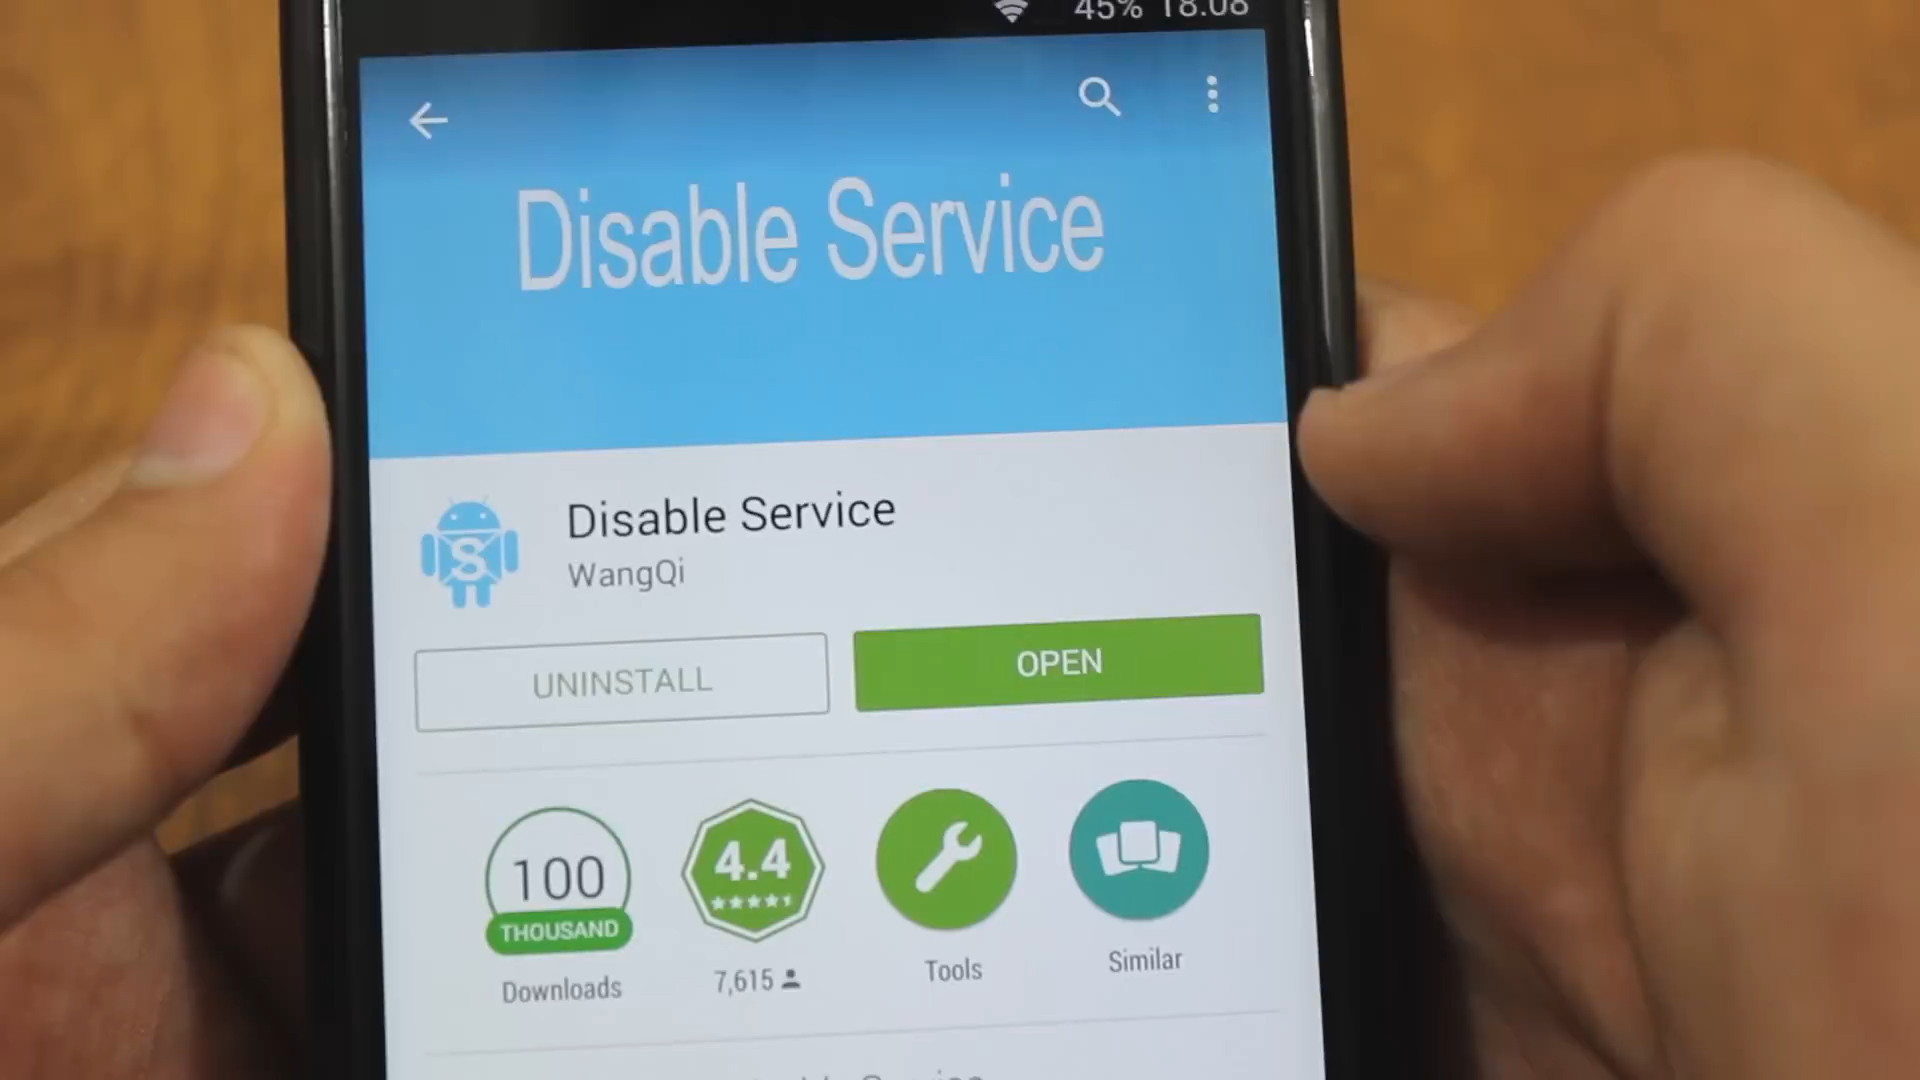 45% 18:08
Disable Service
S
Disable Service
WangQi
UNINSTALL
OPEN
100
THOUSAND
Downloads
4.4
7,615
Tools
Similar